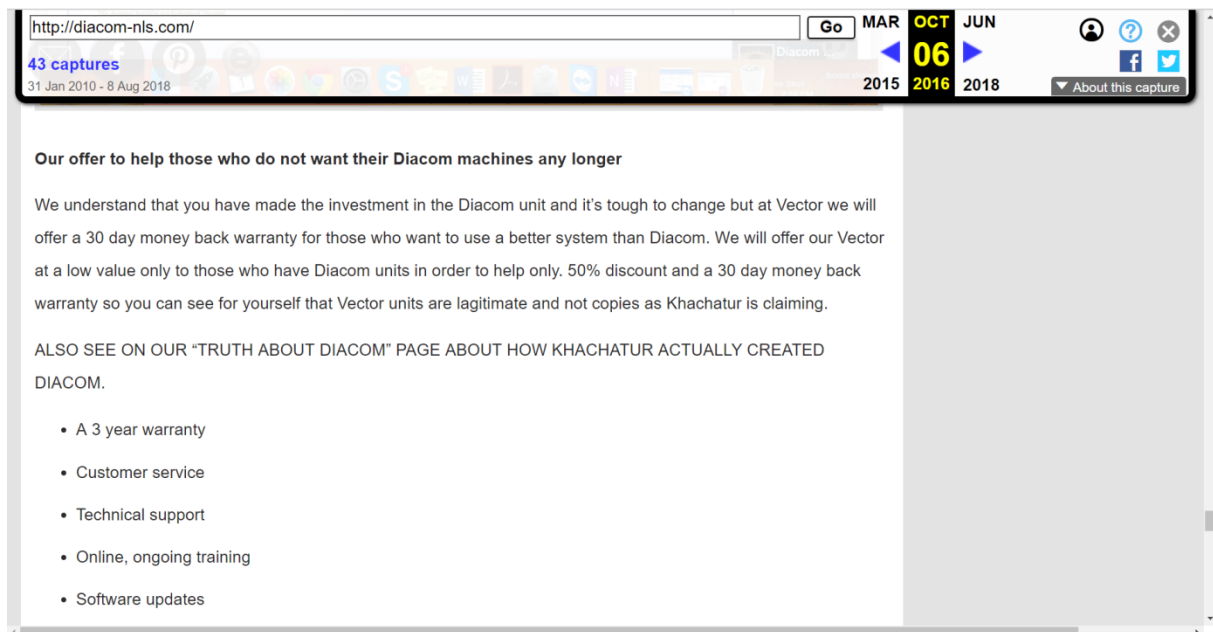 http://diacom-nls.com/
Go
MAR OCT JUN
06
2015 2016 2018
43 captures
31 Jan 2010 - 8 Aug 2018
▼ About this capture
Diacom
Our offer to help those who do not want their Diacom machines any longer
We understand that you have made the investment in the Diacom unit and it’s tough to change but at Vector we will
offer a 30 day money back warranty for those who want to use a better system than Diacom. We will offer our Vector
at a low value only to those who have Diacom units in order to help only. 50% discount and a 30 day money back
warranty so you can see for yourself that Vector units are lagitimate and not copies as Khachatur is claiming.
ALSO SEE ON OUR “TRUTH ABOUT DIACOM” PAGE ABOUT HOW KHACHATUR ACTUALLY CREATED
DIACOM.
• A 3 year warranty
• Customer service
• Technical support
• Online, ongoing training
• Software updates